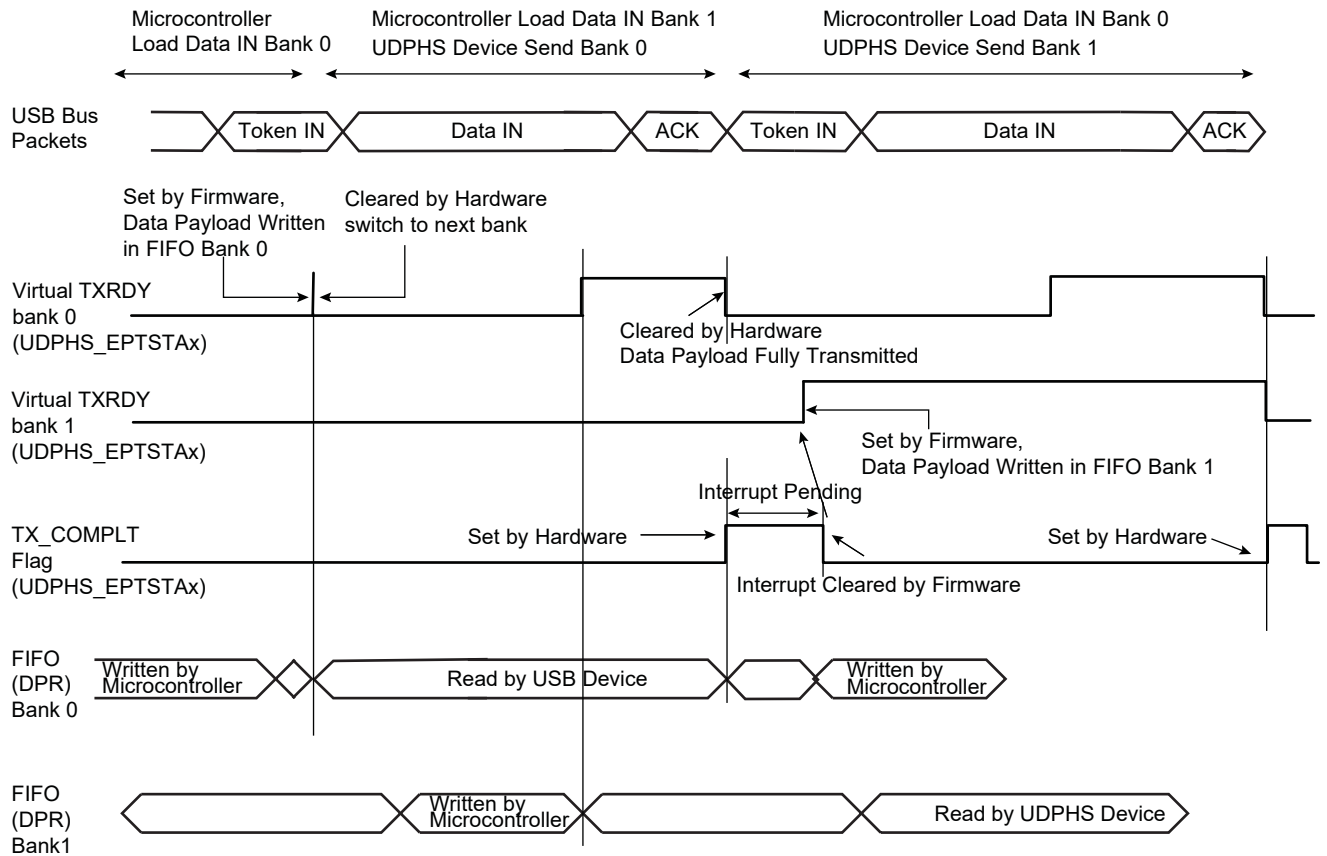 Microcontroller
Load Data IN Bank 0
Microcontroller Load Data IN Bank 1
UDPHS Device Send Bank 0
Microcontroller Load Data IN Bank 0
UDPHS Device Send Bank 1
USB Bus
Packets
Token IN
Data IN
ACK
Token IN
Data IN
ACK
Set by Firmware,
Data Payload Written
in FIFO Bank 0
Cleared by Hardware
switch to next bank
Virtual TXRDY
bank 0
(UDPHS_EPTSTAx)
Cleared by Hardware
Data Payload Fully Transmitted
Virtual TXRDY
bank 1
(UDPHS_EPTSTAx)
Set by Firmware,
Data Payload Written in FIFO Bank 1
Interrupt Pending
TX_COMPLT
Flag
(UDPHS_EPTSTAx)
Set by Hardware
Set by Hardware
Interrupt Cleared by Firmware
FIFO
(DPR)
Bank 0
Written by
Microcontroller
Read by USB Device
Written by
Microcontroller
FIFO
(DPR)
Bank1
Written by
Microcontroller
Read by UDPHS Device